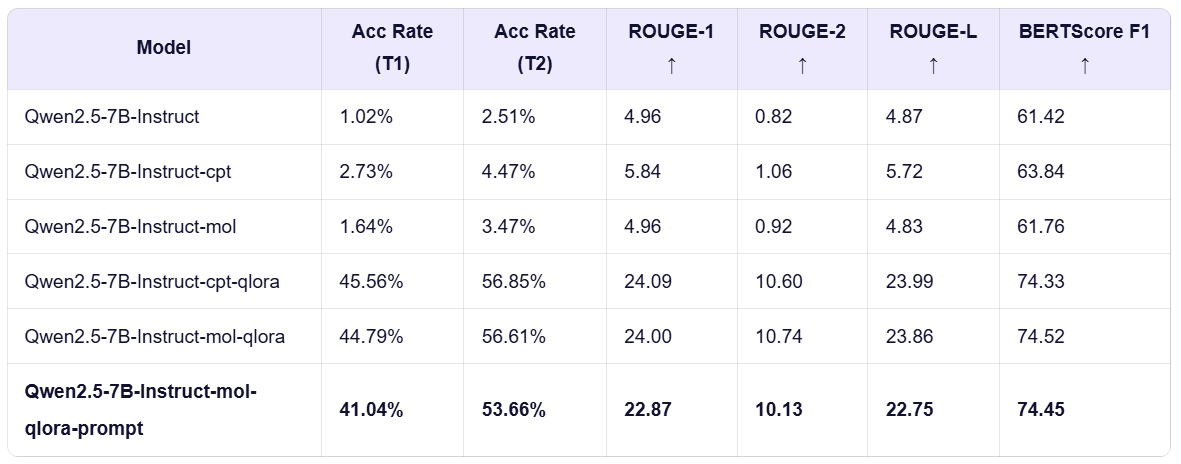 Model Acc Rate (T1) Acc Rate (T2) ROUGE-1 ↑ ROUGE-2 ↑ ROUGE-L ↑ BERTScore F1 ↑
Qwen2.5-7B-Instruct 1.02% 2.51% 4.96 0.82 4.87 61.42
Qwen2.5-7B-Instruct-cpt 2.73% 4.47% 5.84 1.06 5.72 63.84
Qwen2.5-7B-Instruct-mol 1.64% 3.47% 4.96 0.92 4.83 61.76
Qwen2.5-7B-Instruct-cpt-qlora 45.56% 56.85% 24.09 10.60 23.99 74.33
Qwen2.5-7B-Instruct-mol-qlora 44.79% 56.61% 24.00 10.74 23.86 74.52
Qwen2.5-7B-Instruct-mol-
qlora-prompt 41.04% 53.66% 22.87 10.13 22.75 74.45